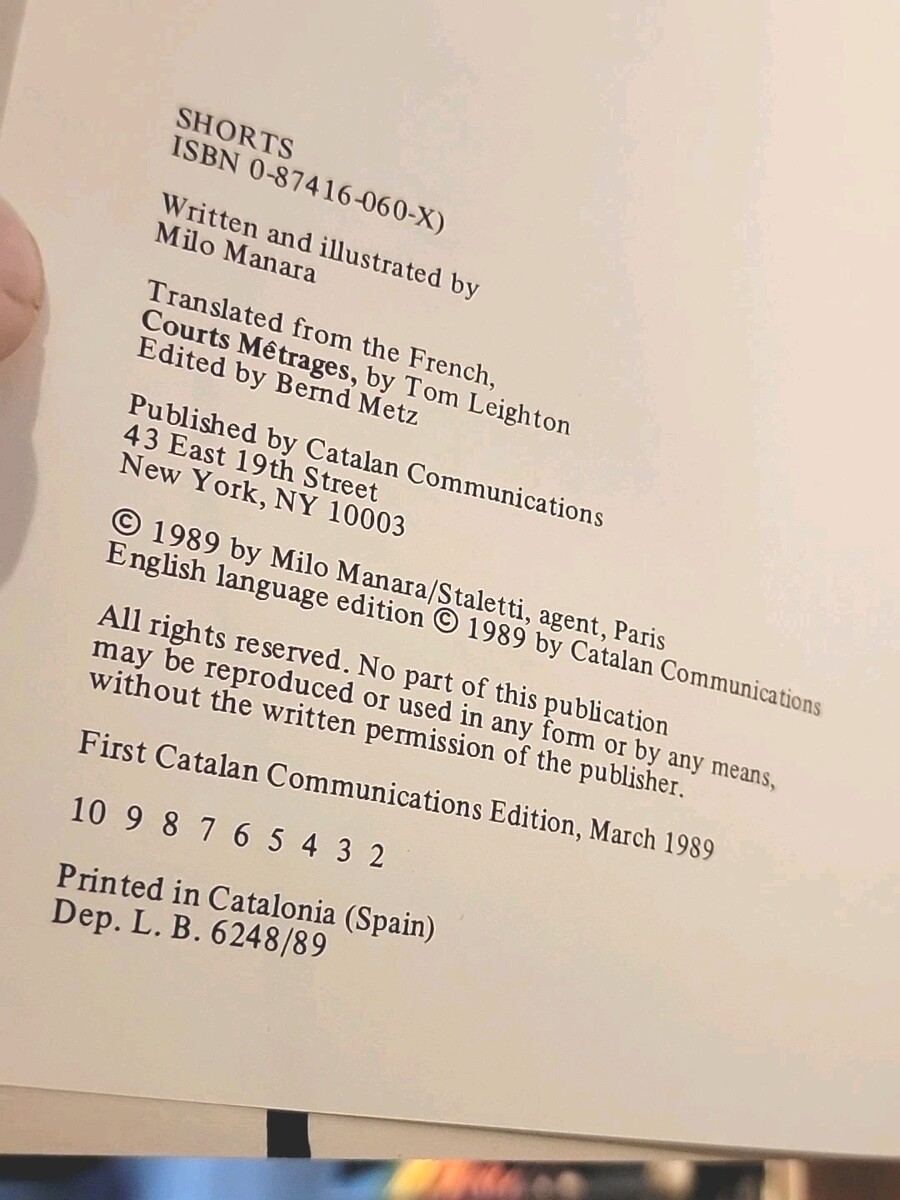 SHORTS
ISBN 0-87416-060-X)
Written and illustrated by
Milo Manara
Translated from the French,
Courts Mêtrages, by Tom Leighton
Edited by Bernd Metz
Published by Catalan Communications
43 East 19th Street
New York, NY 10003
© 1989 by Milo Manara/Staletti, agent, Paris
English language edition © 1989 by Catalan Communications
All rights reserved. No part of this publication
may be reproduced or used in any form or by any means,
without the written permission of the publisher.
First Catalan Communications Edition, March 1989
10 9 8 7 6 5 4 3 2
Printed in Catalonia (Spain)
Dep. L. B. 6248/89